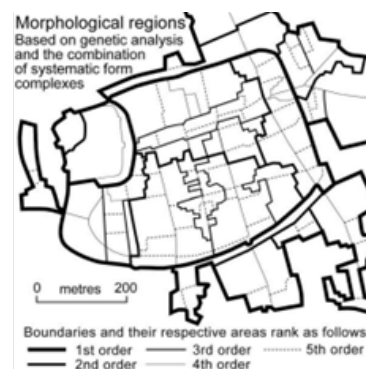 Morphological regions
Based on genetic analysis
and the combination
of systematic form
complexes
0 metres 200
Boundaries and their respective areas rank as follows
1st order 3rd order 5th order
2nd order 4th order